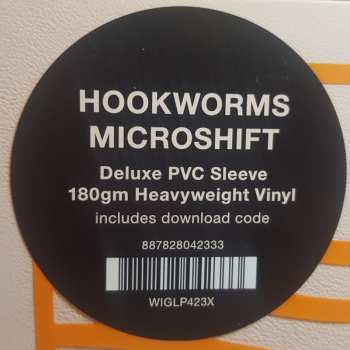 HOOKWORMS
MICROSHIFT
Deluxe PVC Sleeve
180gm Heavyweight Vinyl
includes download code
887828042333
WIGLP423X